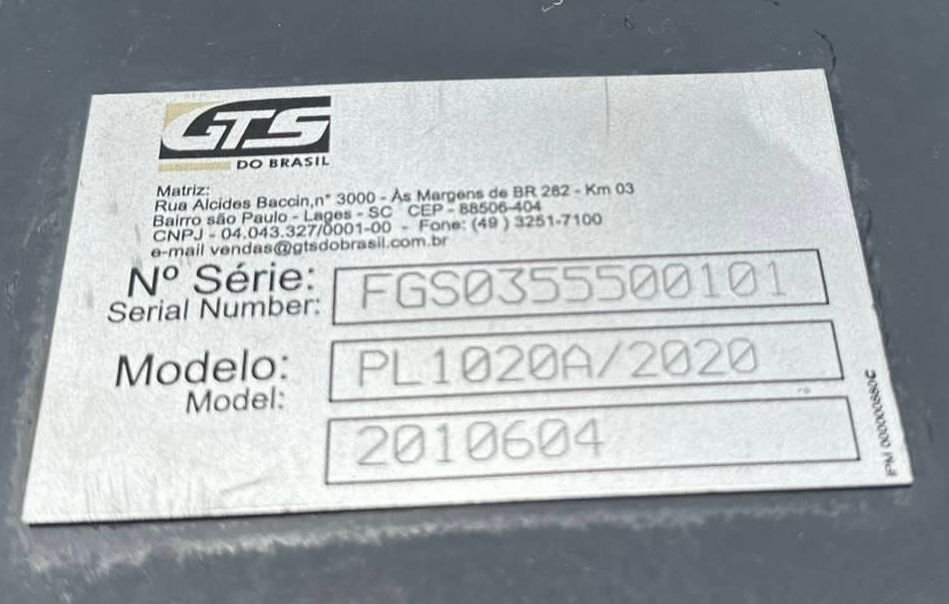 GTS
DO BRASIL
Matriz:
Rua Alcides Baccin,n° 3000 - Às Margens de BR 282 - Km 03
Bairro são Paulo - Lages - SC CEP - 88506-404
CNPJ - 04.043.327/0001-00 - Fone: (49) 3251-7100
e-mail vendas@gtsdobrasil.com.br
Nº Série: FGS0355500101
Serial Number:
Modelo: PL1020A/2020
Model:
2010604